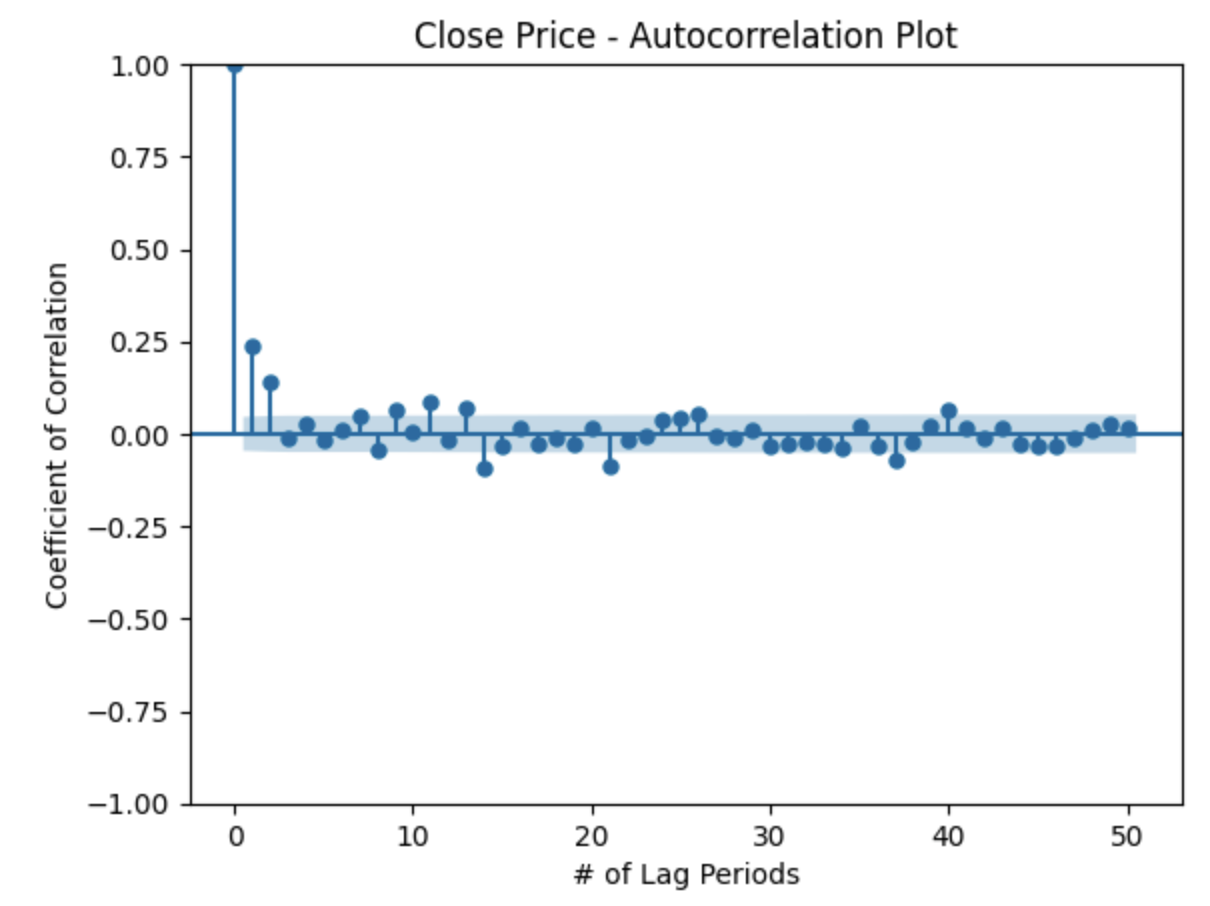 Close Price - Autocorrelation Plot
1.00
0.75
0.50
0.25
0.00
−0.25
−0.50
−0.75
−1.00
Coefficient of Correlation
0 10 20 30 40 50
# of Lag Periods